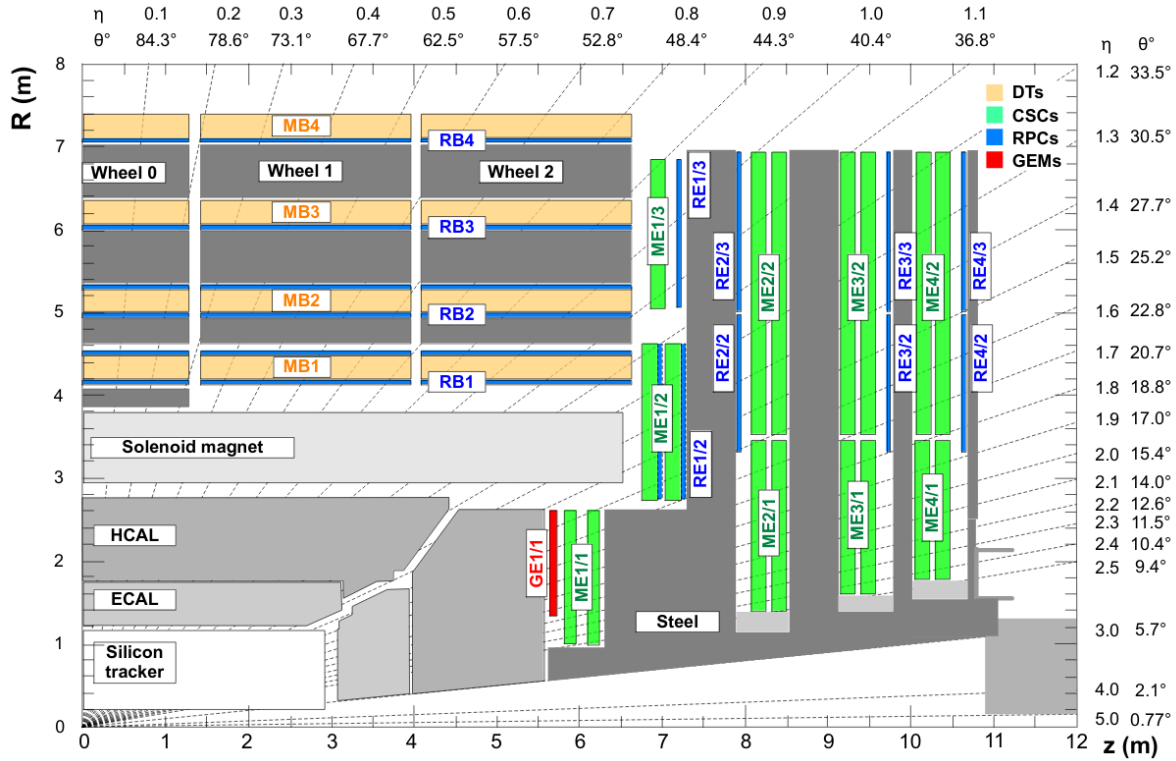 η 0.1 0.2 0.3 0.4 0.5 0.6 0.7 0.8 0.9 1.0 1.1
θ° 84.3° 78.6° 73.1° 67.7° 62.5° 57.5° 52.8° 48.4° 44.3° 40.4° 36.8° η θ°
R (m)
8
7
6
5
4
3
2
1
0
1.2 33.5°
1.3 30.5°
1.4 27.7°
1.5 25.2°
1.6 22.8°
1.7 20.7°
1.8 18.8°
1.9 17.0°
2.0 15.4°
2.1 14.0°
2.2 12.6°
2.3 11.5°
2.4 10.4°
2.5 9.4°
3.0 5.7°
4.0 2.1°
5.0 0.77°
DTs
CSCs
RPCs
GEMs
MB4
RB4
Wheel 0
Wheel 1
Wheel 2
MB3
RB3
MB2
RB2
MB1
RB1
Solenoid magnet
HCAL
ECAL
Silicon
tracker
Steel
GE1/1
ME1/1
ME1/2
ME1/3
RE1/2
RE1/3
RE2/2
RE2/3
ME2/1
ME2/2
ME3/1
ME3/2
RE3/2
RE3/3
ME4/1
ME4/2
RE4/2
RE4/3
0 1 2 3 4 5 6 7 8 9 10 11 12
z (m)